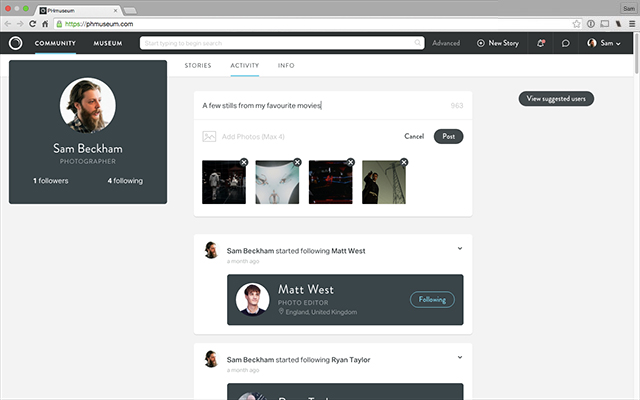 PHmuseum
Sam
https://phmuseum.com
COMMUNITY
MUSEUM
Start typing to begin search
Advanced
New Story
Sam
STORIES
ACTIVITY
INFO
Sam Beckham
PHOTOGRAPHER
1 followers
4 following
A few stills from my favourite movies
963
Add Photos (Max 4)
Cancel
Post
View suggested users
Sam Beckham started following Matt West
a month ago
Matt West
PHOTO EDITOR
England, United Kingdom
Following
Sam Beckham started following Ryan Taylor
a month ago